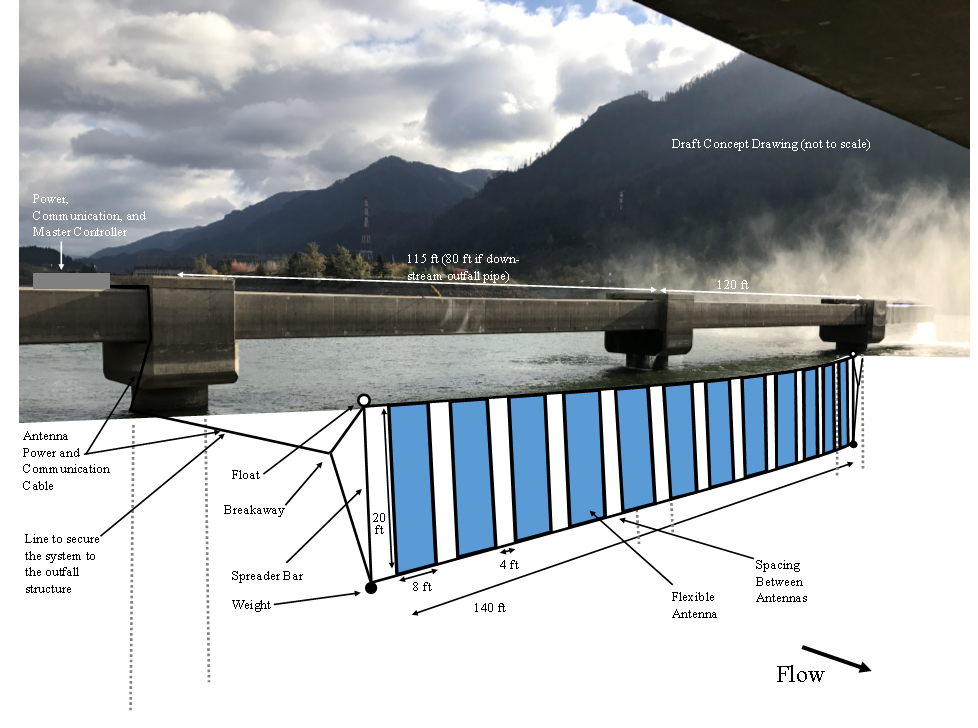 Draft Concept Drawing (not to scale)
Power,
Communication, and
Master Controller
115 ft (80 ft if down-
stream outfall pipe)
120 ft
Antenna
Power and
Communication
Cable
Float
Breakaway
20
ft
Line to secure
the system to
the outfall
structure
Spreader Bar
Weight
8 ft
4 ft
140 ft
Flexible
Antenna
Spacing
Between
Antennas
Flow